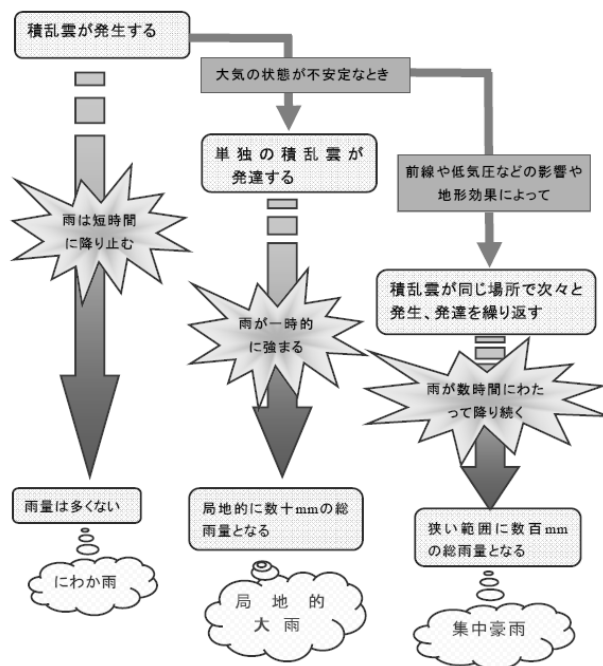 積乱雲が発生する
大気の状態が不安定なとき
単独の積乱雲が
発達する
前線や低気圧などの影響や
地形効果によって
雨は短時間
に降り止む
積乱雲が同じ場所で次々と
発生、発達を繰り返す
雨が一時的
に強まる
雨が数時間にわた
って降り続く
雨量は多くない
局地的に数十mmの総
雨量となる
狭い範囲に数百mm
の総雨量となる
にわか雨
局地的
大雨
集中豪雨